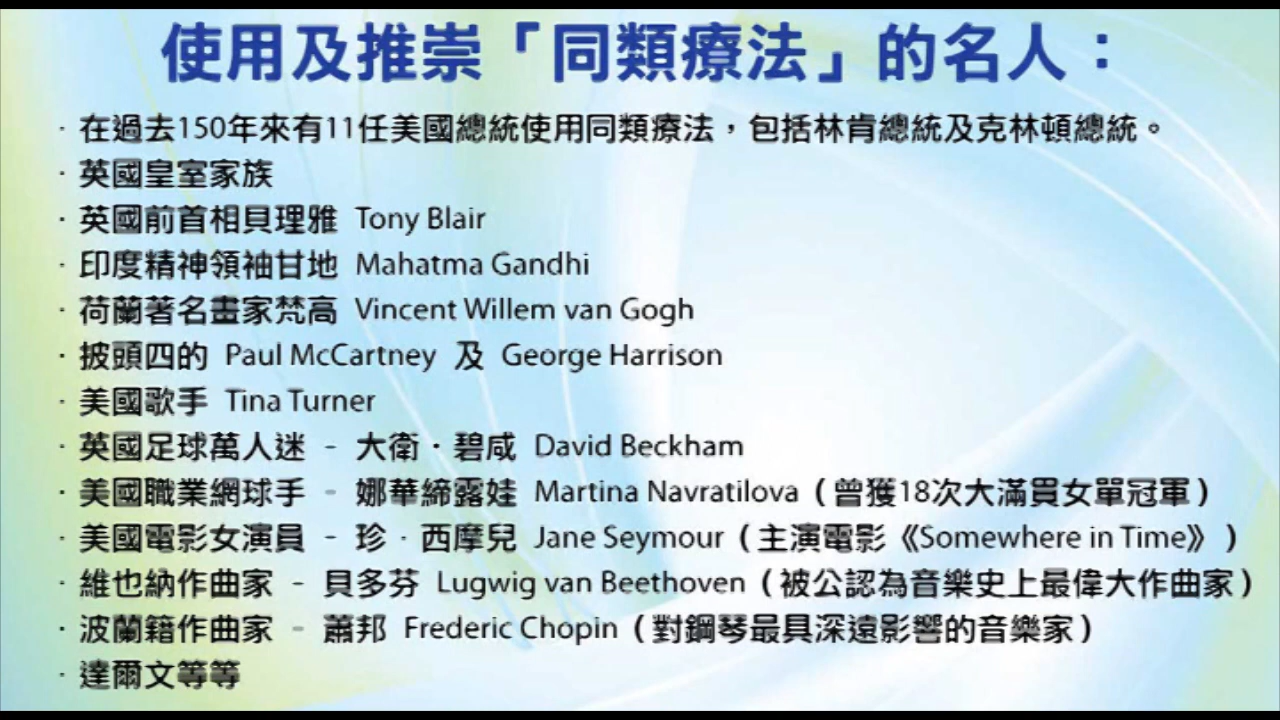 使用及推崇「同類療法」的名人：
· 在過去150年來有11任美國總統使用同類療法，包括林肯總統及克林頓總統。
· 英國皇室家族
· 英國前首相貝理雅 Tony Blair
· 印度精神領袖甘地 Mahatma Gandhi
· 荷蘭著名畫家梵高 Vincent Willem van Gogh
· 披頭四的 Paul McCartney 及 George Harrison
· 美國歌手 Tina Turner
· 英國足球萬人迷 - 大衛·碧咸 David Beckham
· 美國職業網球手 - 娜華締露娃 Martina Navratilova（曾獲18次大滿買女單冠軍）
· 美國電影女演員 - 珍·西摩兒 Jane Seymour（主演電影《Somewhere in Time》）
· 維也納作曲家 - 貝多芬 Lugwig van Beethoven（被公認為音樂史上最偉大作曲家）
· 波蘭籍作曲家 - 蕭邦 Frederic Chopin（對鋼琴最具深遠影響的音樂家）
· 達爾文等等